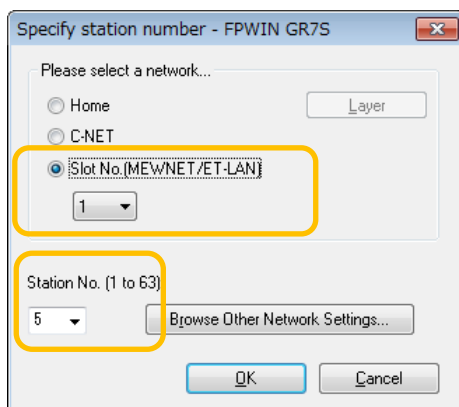 Specify station number - FPWIN GR7S
Please select a network...
Home
Layer
C-NET
Slot No.(MEWNET/ET-LAN)
1
Station No. (1 to 63)
5
Browse Other Network Settings...
OK
Cancel